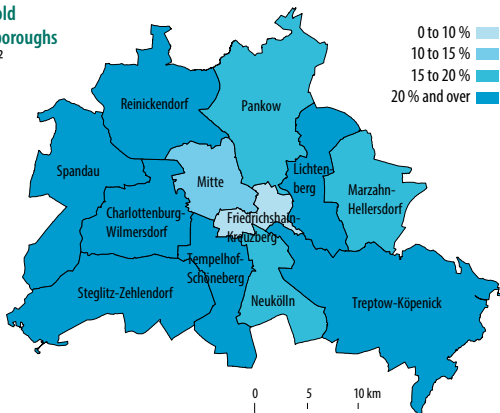 old
boroughs
2
0 to 10 %
10 to 15 %
15 to 20 %
20 % and over
Reinickendorf
Pankow
Spandau
Mitte
Lichten-
berg
Marzahn-
Hellersdorf
Charlottenburg-
Wilmersdorf
Friedrichshain-
Kreuzberg
Tempelhof-
Schöneberg
Steglitz-Zehlendorf
Neukölln
Treptow-Köpenick
0 5 10 km